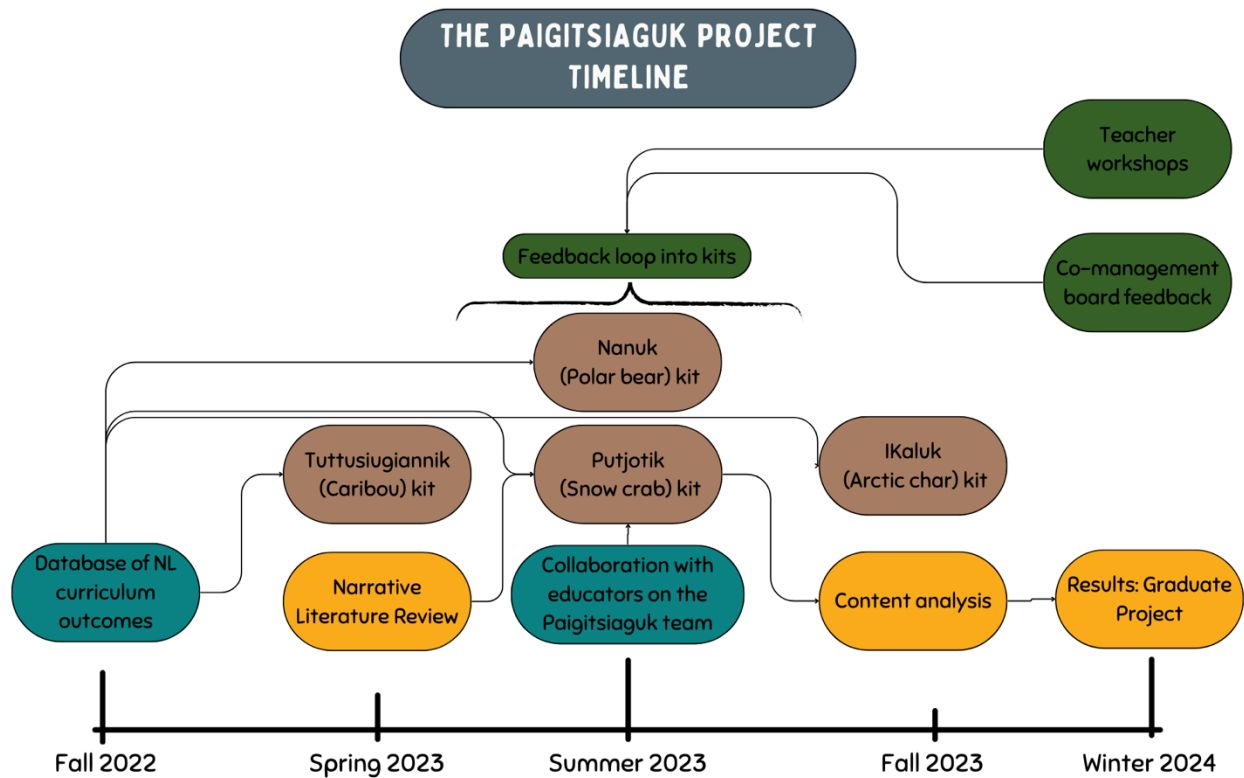 THE PAIGITSIAGUK PROJECT
TIMELINE
Teacher
workshops
Feedback loop into kits
Co-management
board feedback
Nanuk
(Polar bear) kit
Tuttusiugiannik
(Caribou) kit
Putjotik
(Snow crab) kit
IKaluk
(Arctic char) kit
Database of NL
curriculum
outcomes
Narrative
Literature Review
Collaboration with
educators on the
Paigitsiaguk team
Content analysis
Results: Graduate
Project
Fall 2022
Spring 2023
Summer 2023
Fall 2023
Winter 2024